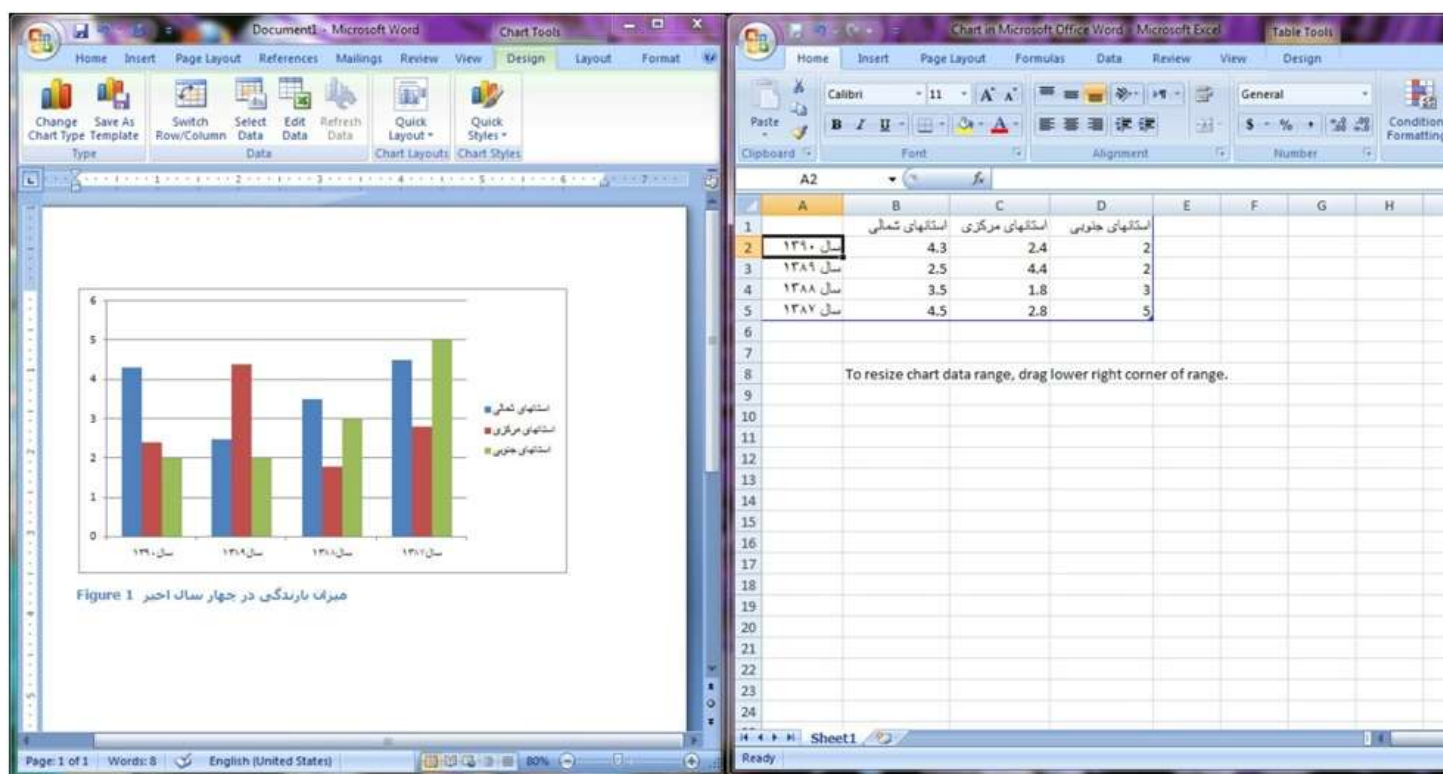 Document1 - Microsoft Word
Chart Tools
Home Insert Page Layout References Mailings Review View Design Layout Format
Change Chart Type
Save As Template
Switch Row/Column
Select Data
Edit Data
Refresh Data
Quick Layout
Quick Styles
Type
Data
Chart Layouts
Chart Styles
1 2 3 4 5 6 7
6
5
4
3
2
1
0
سال ۱۳۹۰
سال ۱۳۸۹
سال ۱۳۸۸
سال ۱۳۸۷
استانهای شمالی
استانهای مرکزی
استانهای جنوبی
Figure 1 میزان بارندگی در چهار سال اخیر
Page: 1 of 1 Words: 8 English (United States) 80%
Chart in Microsoft Office Word - Microsoft Excel
Table Tools
Home Insert Page Layout Formulas Data Review View Design
Paste
Calibri 11
B I U
General
$ %
Condition
Formatting
Clipboard Font Alignment Number
A2 fx
A B C D E F G H
1 استانهای شمالی استانهای مرکزی استانهای جنوبی
2 سال ۱۳۹۰ 4.3 2.4 2
3 سال ۱۳۸۹ 2.5 4.4 2
4 سال ۱۳۸۸ 3.5 1.8 3
5 سال ۱۳۸۷ 4.5 2.8 5
6
7
8 To resize chart data range, drag lower right corner of range.
9
10
11
12
13
14
15
16
17
18
19
20
21
22
23
24
Sheet1
Ready